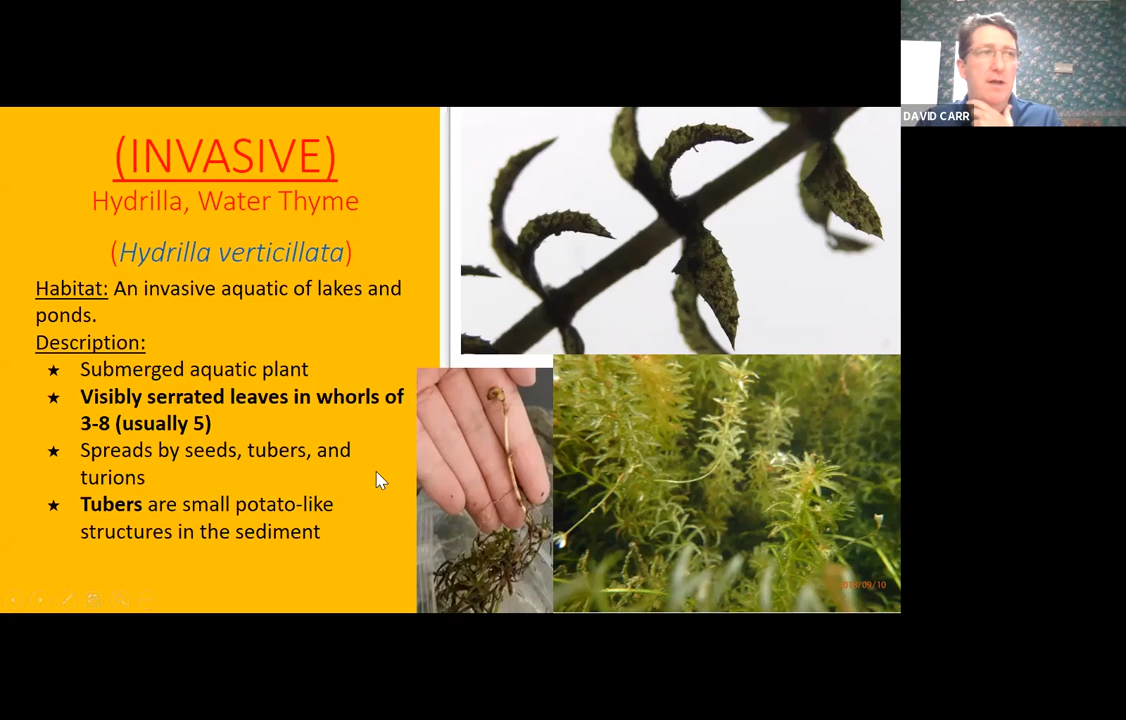 (INVASIVE)
Hydrilla, Water Thyme
(Hydrilla verticillata)
Habitat: An invasive aquatic of lakes and
ponds.
Description:
★ Submerged aquatic plant
★ Visibly serrated leaves in whorls of
3-8 (usually 5)
★ Spreads by seeds, tubers, and
turions
★ Tubers are small potato-like
structures in the sediment
DAVID CARR